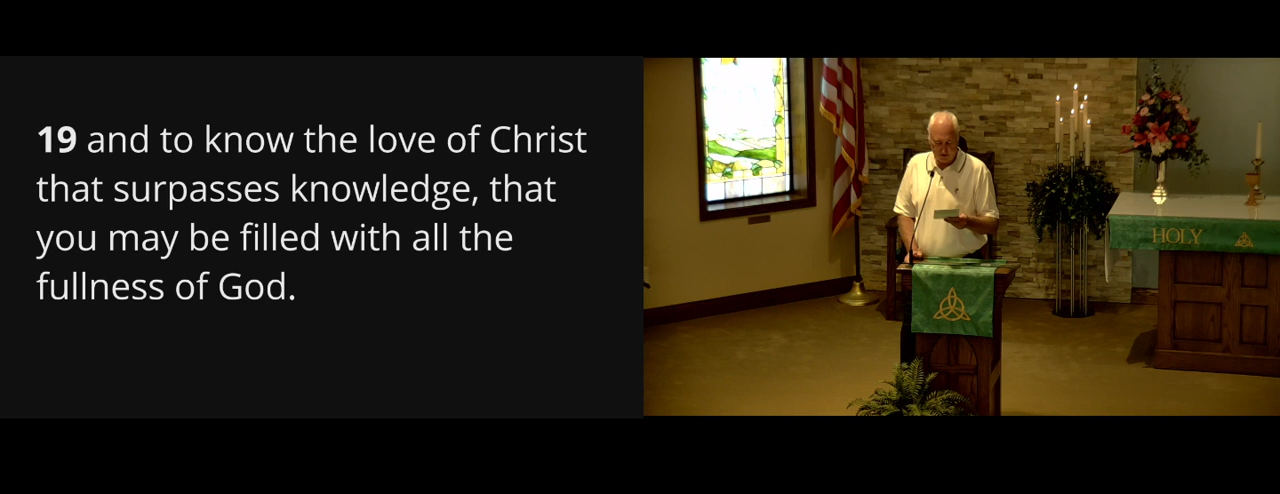 19 and to know the love of Christ
that surpasses knowledge, that
you may be filled with all the
fullness of God.
HOLY